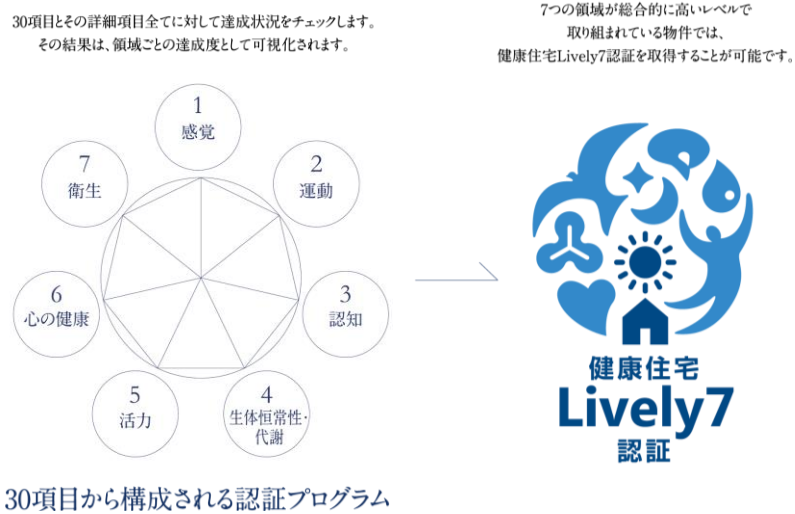 30項目とその詳細項目全てに対して達成状況をチェックします。
その結果は、領域ごとの達成度として可視化されます。
1
感覚
2
運動
3
認知
4
生体恒常性・
代謝
5
活力
6
心の健康
7
衛生
30項目から構成される認証プログラム
7つの領域が総合的に高いレベルで
取り組まれている物件では、
健康住宅Lively7認証を取得することが可能です。
健康住宅
Lively7
認証